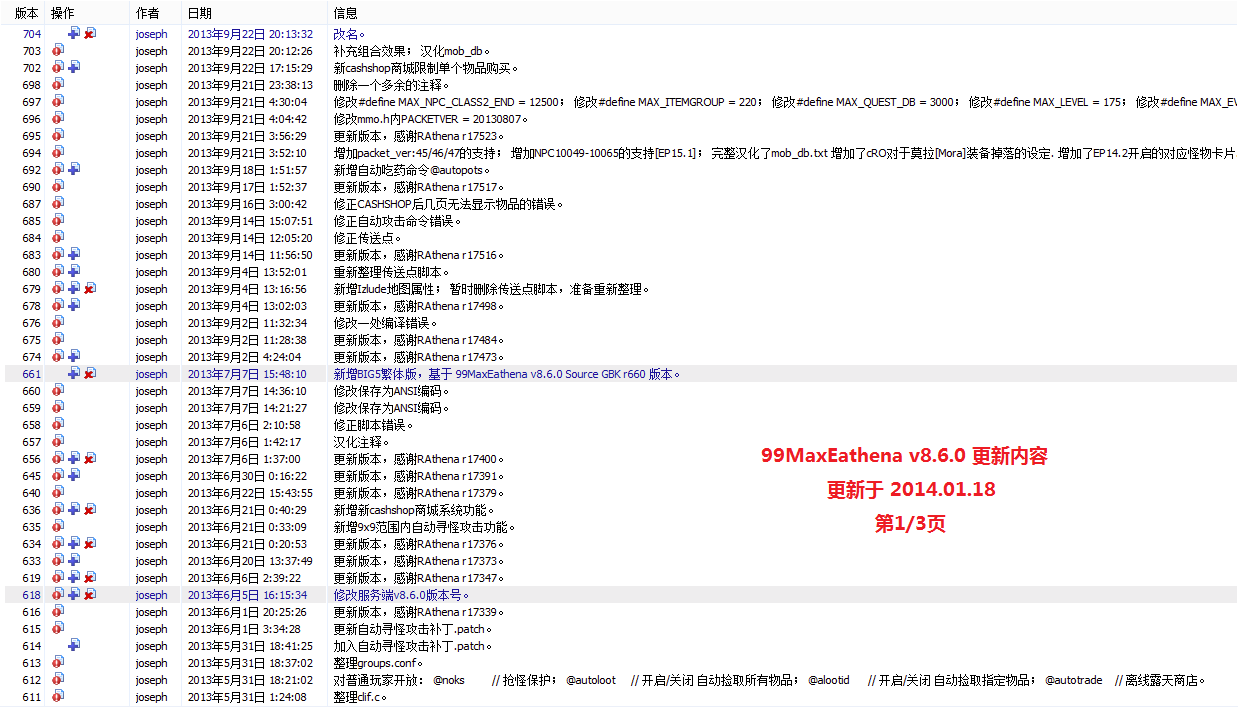 版本 操作 作者 日期 信息
704 joseph 2013年9月22日 20:13:32 改名。
703 joseph 2013年9月22日 20:12:26 补充组合效果； 汉化mob_db。
702 joseph 2013年9月22日 17:15:29 新cashshop商城限制单个物品购买。
698 joseph 2013年9月21日 23:38:13 删除一个多余的注释。
697 joseph 2013年9月21日 4:30:04 修改#define MAX_NPC_CLASS2_END = 12500； 修改#define MAX_ITEMGROUP = 220； 修改#define MAX_QUEST_DB = 3000； 修改#define MAX_LEVEL = 175； 修改#define MAX_EV
696 joseph 2013年9月21日 4:04:42 修改mmo.h内PACKETVER = 20130807。
695 joseph 2013年9月21日 3:56:29 更新版本，感谢RAthena r17523。
694 joseph 2013年9月21日 3:52:10 增加packet_ver:45/46/47的支持； 增加NPC10049-10065的支持[EP15.1]； 完整汉化了mob_db.txt 增加了cRO对于莫拉[Mora]装备掉落的设定. 增加了EP14.2开启的对应怪物卡片
692 joseph 2013年9月18日 1:51:57 新增自动吃药命令@autopots。
690 joseph 2013年9月17日 1:52:37 更新版本，感谢RAthena r17517。
687 joseph 2013年9月16日 3:00:42 修正CASHSHOP后几页无法显示物品的错误。
685 joseph 2013年9月14日 15:07:51 修正自动攻击命令错误。
684 joseph 2013年9月14日 12:05:20 修正传送点。
683 joseph 2013年9月14日 11:56:50 更新版本，感谢RAthena r17516。
680 joseph 2013年9月4日 13:52:01 重新整理传送点脚本。
679 joseph 2013年9月4日 13:16:56 新增Izlude地图属性； 暂时删除传送点脚本，准备重新整理。
678 joseph 2013年9月4日 13:02:03 更新版本，感谢RAthena r17498。
676 joseph 2013年9月2日 11:32:34 修改一处编译错误。
675 joseph 2013年9月2日 11:28:38 更新版本，感谢RAthena r17484。
674 joseph 2013年9月2日 4:24:04 更新版本，感谢RAthena r17473。
661 joseph 2013年7月7日 15:48:10 新增BIG5繁体版，基于 99MaxEathena v8.6.0 Source GBK r660 版本。
660 joseph 2013年7月7日 14:36:10 修改保存为ANSI编码。
659 joseph 2013年7月7日 14:21:27 修改保存为ANSI编码。
658 joseph 2013年7月6日 2:10:58 修正脚本错误。
657 joseph 2013年7月6日 1:42:17 汉化注释。
656 joseph 2013年7月6日 1:37:00 更新版本，感谢RAthena r17400。
645 joseph 2013年6月30日 0:16:22 更新版本，感谢RAthena r17391。
640 joseph 2013年6月22日 15:43:55 更新版本，感谢RAthena r17379。
636 joseph 2013年6月21日 0:40:29 新增新cashshop商城系统功能。
635 joseph 2013年6月21日 0:33:09 新增9x9范围内自动寻怪攻击功能。
634 joseph 2013年6月21日 0:20:53 更新版本，感谢RAthena r17376。
633 joseph 2013年6月20日 13:37:49 更新版本，感谢RAthena r17373。
619 joseph 2013年6月6日 2:39:22 更新版本，感谢RAthena r17347。
618 joseph 2013年6月5日 16:15:34 修改服务端v8.6.0版本号。
616 joseph 2013年6月1日 20:25:26 更新版本，感谢RAthena r17339。
615 joseph 2013年6月1日 3:34:28 更新自动寻怪攻击补丁.patch。
614 joseph 2013年5月31日 18:41:25 加入自动寻怪攻击补丁.patch。
613 joseph 2013年5月31日 18:37:02 整理groups.conf。
612 joseph 2013年5月31日 18:21:02 对普通玩家开放： @noks // 抢怪保护； @autoloot // 开启/关闭 自动捡取所有物品； @alootid // 开启/关闭 自动捡取指定物品； @autotrade // 离线露天商店。
611 joseph 2013年5月31日 1:24:08 整理clif.c。
99MaxEathena v8.6.0 更新内容
更新于 2014.01.18
第1/3页